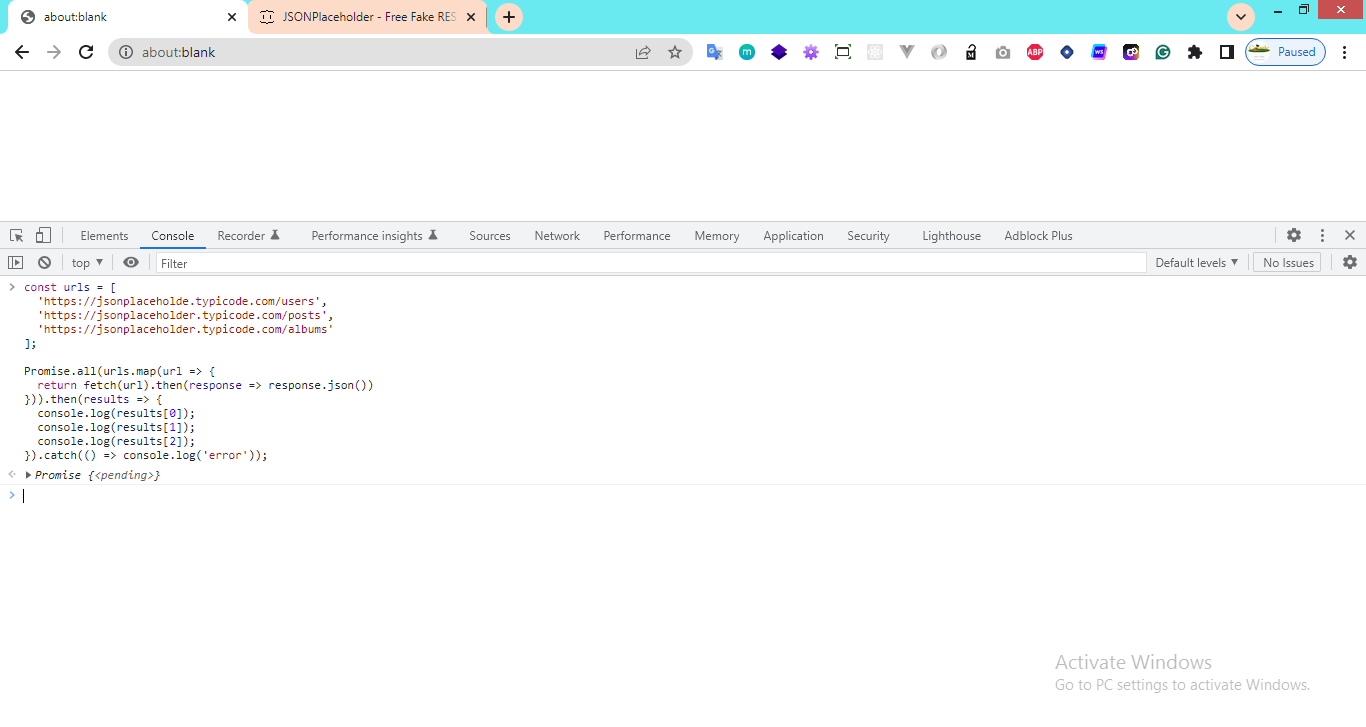 about:blank
JSONPlaceholder - Free Fake RES
about:blank
Paused
Elements Console Recorder Performance insights Sources Network Performance Memory Application Security Lighthouse Adblock Plus
top Filter Default levels No Issues
const urls = [
'https://jsonplaceholde.typicode.com/users',
'https://jsonplaceholder.typicode.com/posts',
'https://jsonplaceholder.typicode.com/albums'
];
Promise.all(urls.map(url => {
return fetch(url).then(response => response.json())
})).then(results => {
console.log(results[0]);
console.log(results[1]);
console.log(results[2]);
}).catch(() => console.log('error'));
Promise {<pending>}
Activate Windows
Go to PC settings to activate Windows.